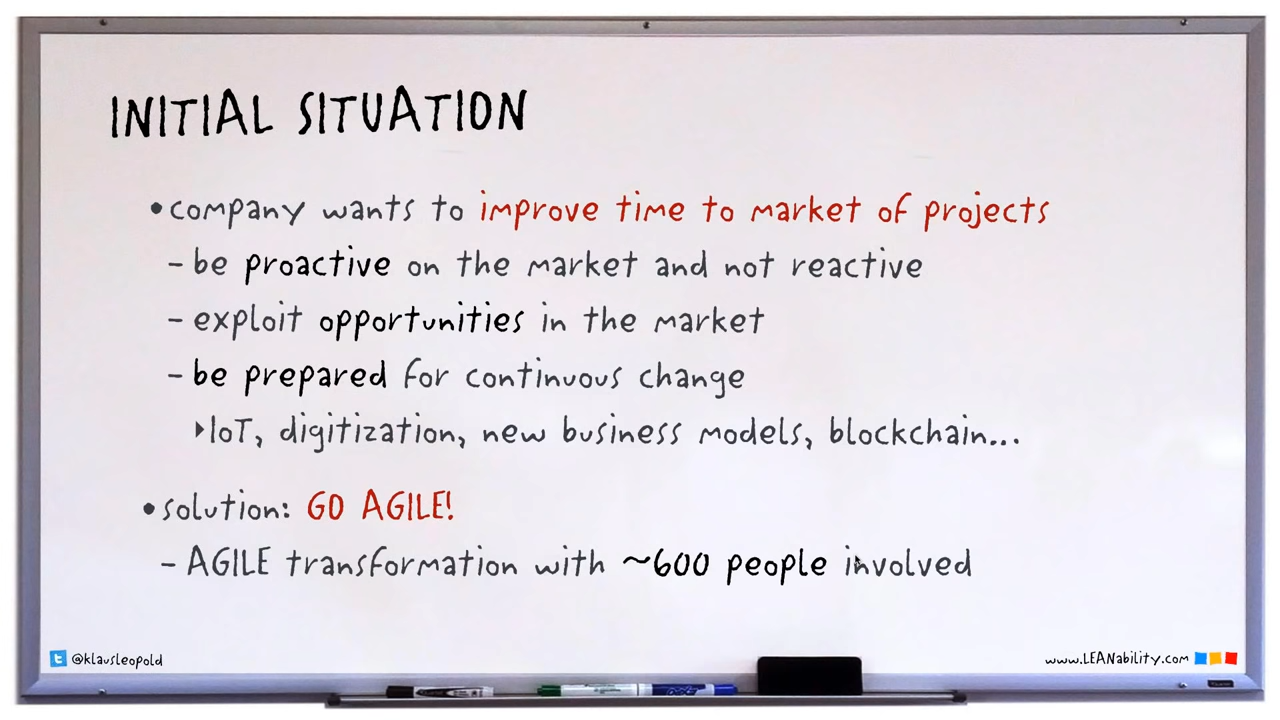 INITIAL SITUATION
• company wants to improve time to market of projects
- be proactive on the market and not reactive
- exploit opportunities in the market
- be prepared for continuous change
‣ IoT, digitization, new business models, blockchain...
• solution: GO AGILE!
- AGILE transformation with ~600 people involved
@klausleopold
www.LEANability.com